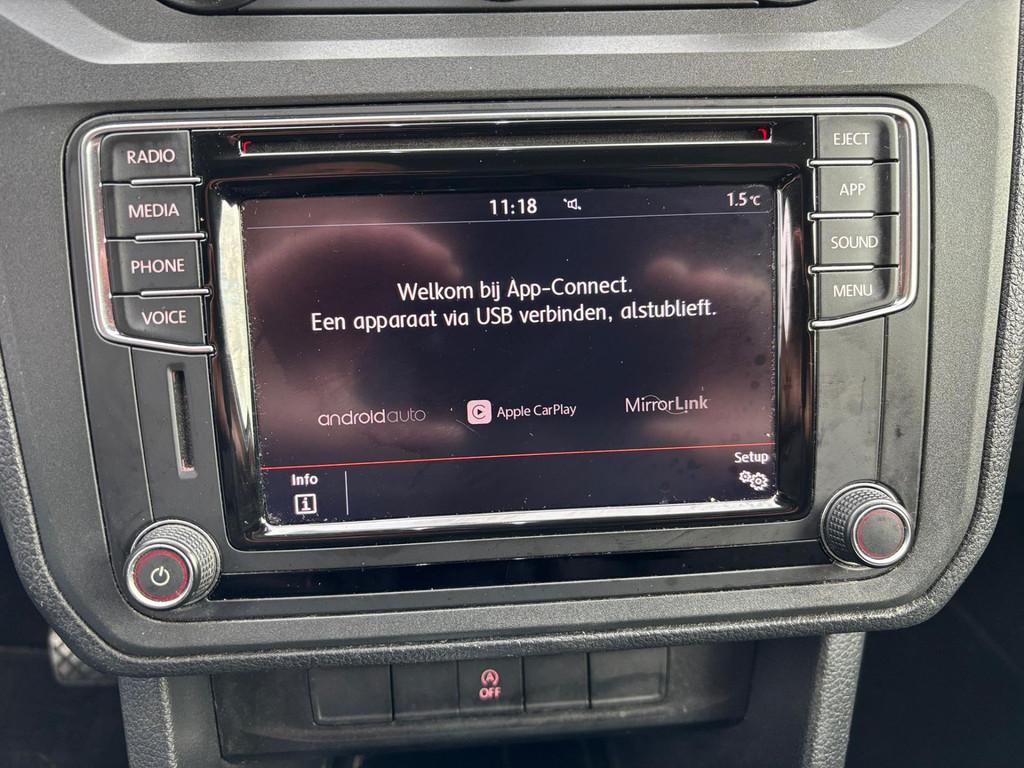 RADIO
MEDIA
PHONE
VOICE
EJECT
APP
SOUND
MENU
11:18
1.5°C
Welkom bij App-Connect.
Een apparaat via USB verbinden, alstublieft.
androidauto
Apple CarPlay
MirrorLink
Info
Setup
A
OFF